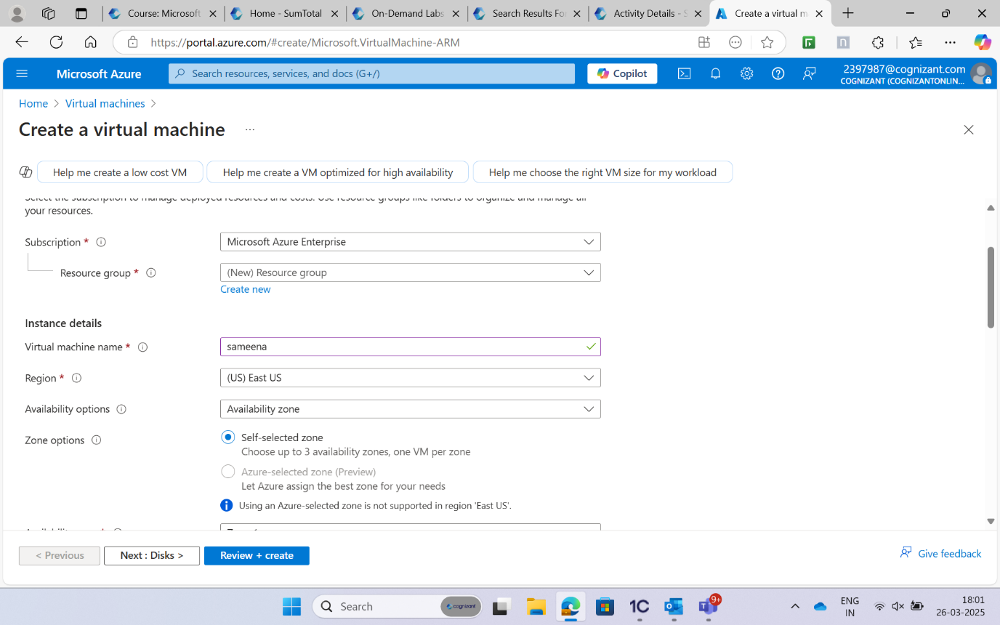 Course: Microsoft
Home - SumTotal
On-Demand Labs
Search Results Fo
Activity Details - S
Create a virtual m
https://portal.azure.com/#create/Microsoft.VirtualMachine-ARM
Microsoft Azure
Search resources, services, and docs (G+/)
Copilot
2397987@cognizant.com
COGNIZANT (COGNIZANTONLIN...
Home > Virtual machines >
Create a virtual machine ...
Help me create a low cost VM
Help me create a VM optimized for high availability
Help me choose the right VM size for my workload
Select the subscription to manage deployed resources and costs. Use resource groups like folders to organize and manage all
your resources.
Subscription *
Microsoft Azure Enterprise
Resource group *
(New) Resource group
Create new
Instance details
Virtual machine name *
sameena
Region *
(US) East US
Availability options
Availability zone
Zone options
Self-selected zone
Choose up to 3 availability zones, one VM per zone
Azure-selected zone (Preview)
Let Azure assign the best zone for your needs
Using an Azure-selected zone is not supported in region 'East US'.
< Previous
Next : Disks >
Review + create
Give feedback
Search
cognizant
1C
9+
ENG
IN
18:01
26-03-2025